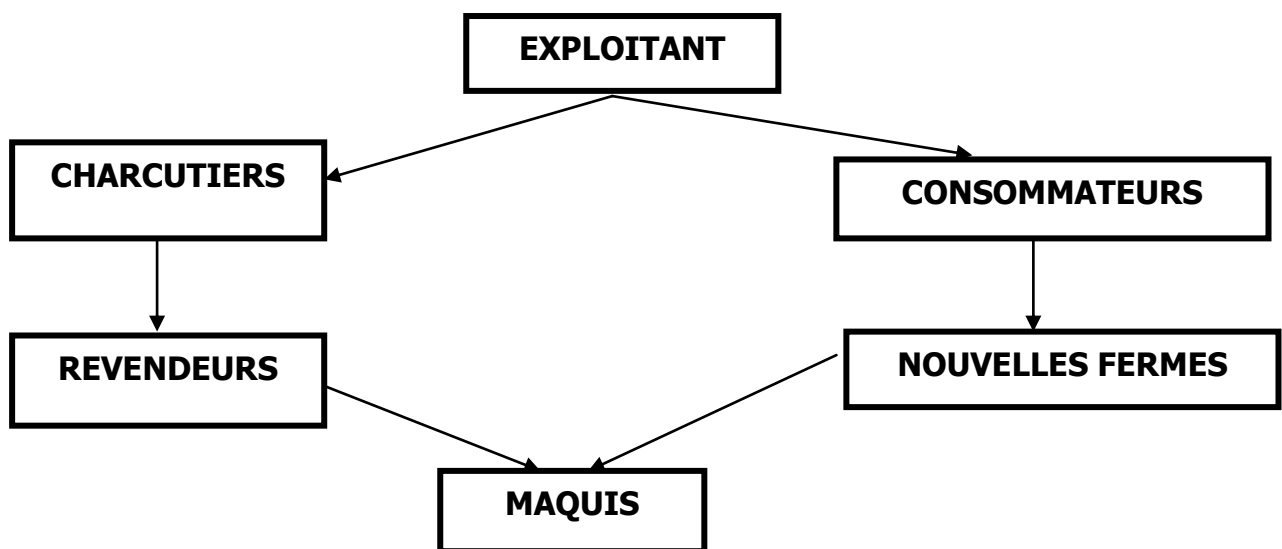 EXPLOITANT
CHARCUTIERS
CONSOMMATEURS
REVENDEURS
NOUVELLES FERMES
MAQUIS